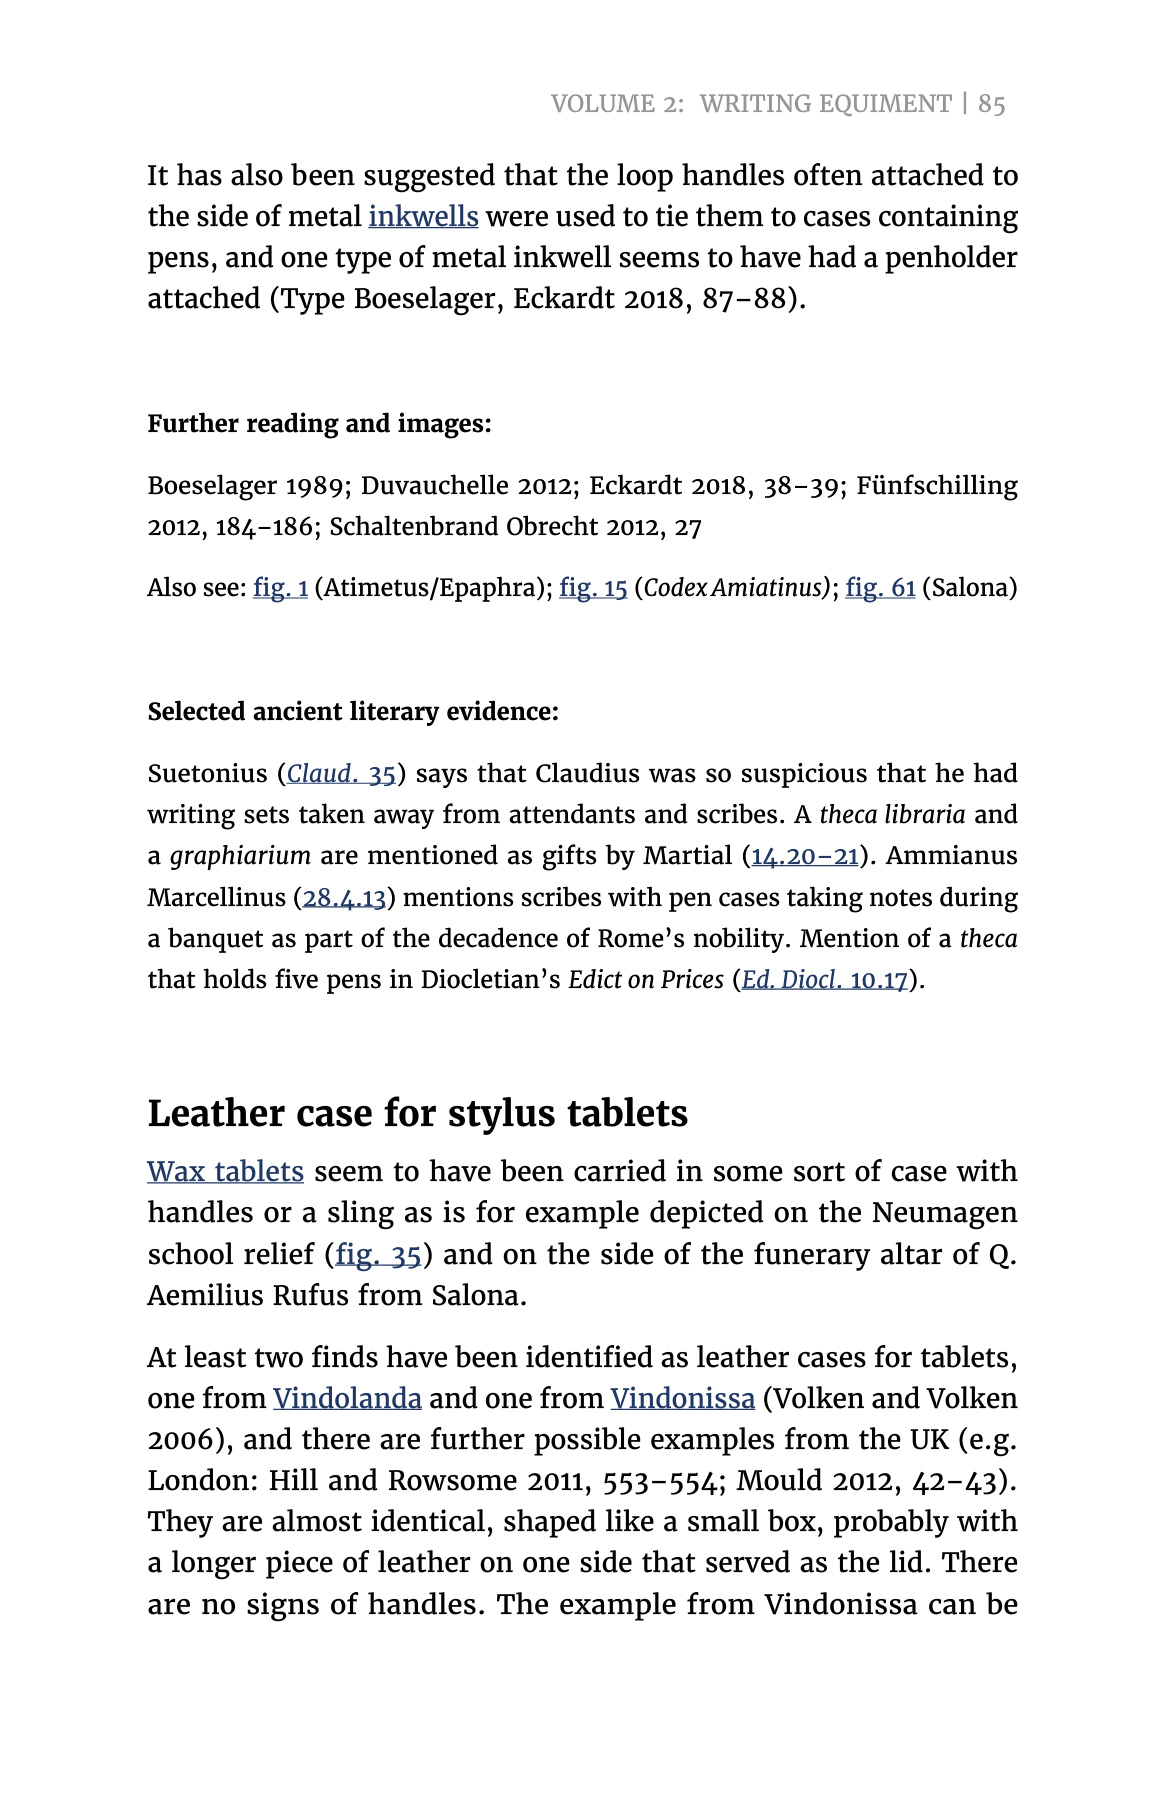 VOLUME 2: WRITING EQUIMENT | 85
It has also been suggested that the loop handles often attached to
the side of metal inkwells were used to tie them to cases containing
pens, and one type of metal inkwell seems to have had a penholder
attached (Type Boeselager, Eckardt 2018, 87–88).
Further reading and images:
Boeselager 1989; Duvauchelle 2012; Eckardt 2018, 38–39; Fünfschilling
2012, 184–186; Schaltenbrand Obrecht 2012, 27
Also see: fig. 1 (Atimetus/Epaphra); fig. 15 (Codex Amiatinus); fig. 61 (Salona)
Selected ancient literary evidence:
Suetonius (Claud. 35) says that Claudius was so suspicious that he had
writing sets taken away from attendants and scribes. A theca libraria and
a graphiarium are mentioned as gifts by Martial (14.20–21). Ammianus
Marcellinus (28.4.13) mentions scribes with pen cases taking notes during
a banquet as part of the decadence of Rome’s nobility. Mention of a theca
that holds five pens in Diocletian’s Edict on Prices (Ed. Diocl. 10.17).
Leather case for stylus tablets
Wax tablets seem to have been carried in some sort of case with
handles or a sling as is for example depicted on the Neumagen
school relief (fig. 35) and on the side of the funerary altar of Q.
Aemilius Rufus from Salona.
At least two finds have been identified as leather cases for tablets,
one from Vindolanda and one from Vindonissa (Volken and Volken
2006), and there are further possible examples from the UK (e.g.
London: Hill and Rowsome 2011, 553–554; Mould 2012, 42–43).
They are almost identical, shaped like a small box, probably with
a longer piece of leather on one side that served as the lid. There
are no signs of handles. The example from Vindonissa can be